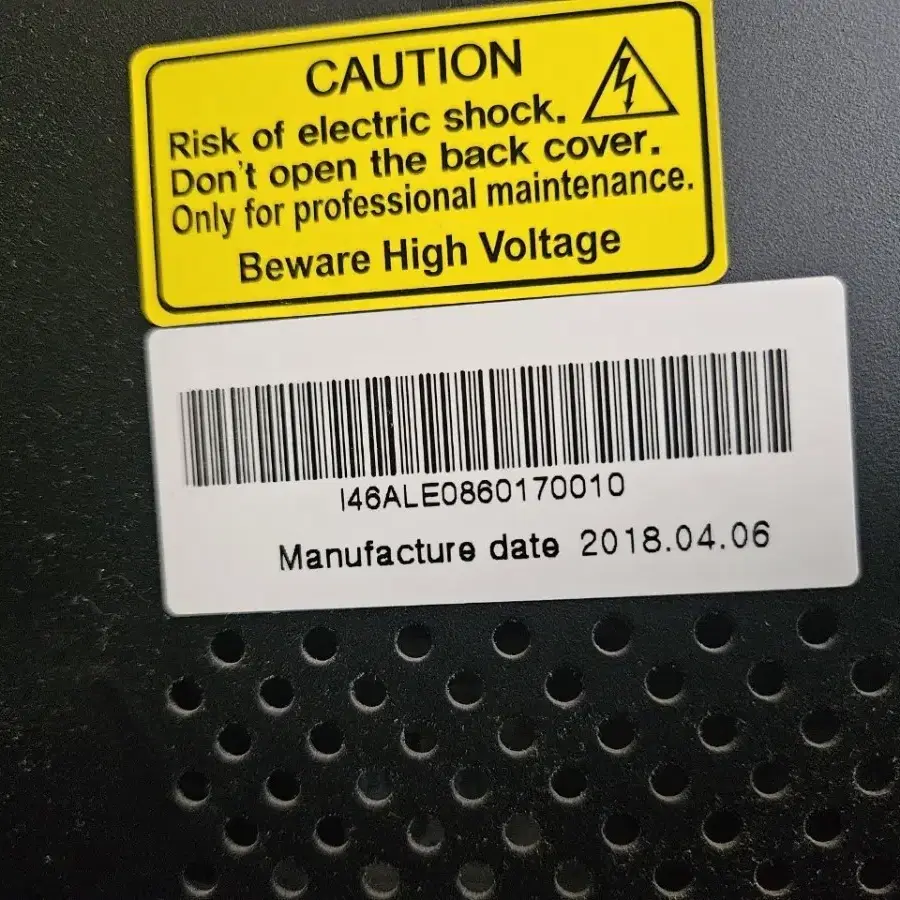 CAUTION
Risk of electric shock.
Don't open the back cover.
Only for professional maintenance.
Beware High Voltage
I46ALE0860170010
Manufacture date 2018.04.06